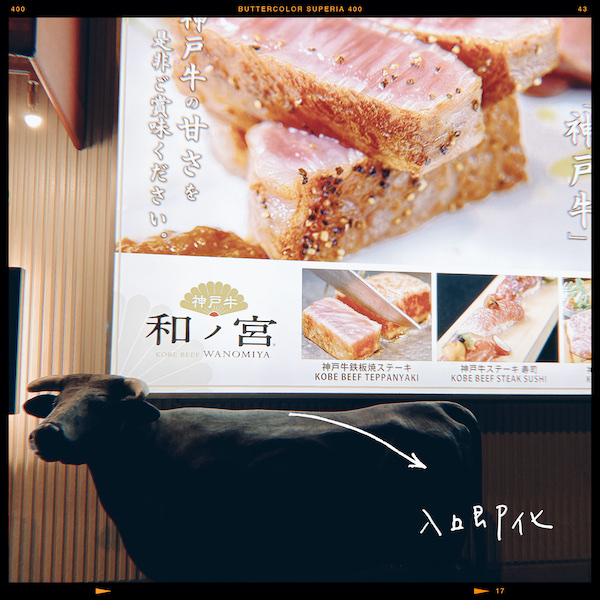 400
BUTTERCOLOR SUPERIA 400
43
神戸牛の甘さを
是非ご賞味ください。
「神戸牛」
神戸牛
和ノ宮
KOBE BEEF WANOMIYA
神戸牛鉄板焼ステーキ
KOBE BEEF TEPPANYAKI
神戸牛ステーキ寿司
KOBE BEEF STEAK SUSHI
入口即化
17